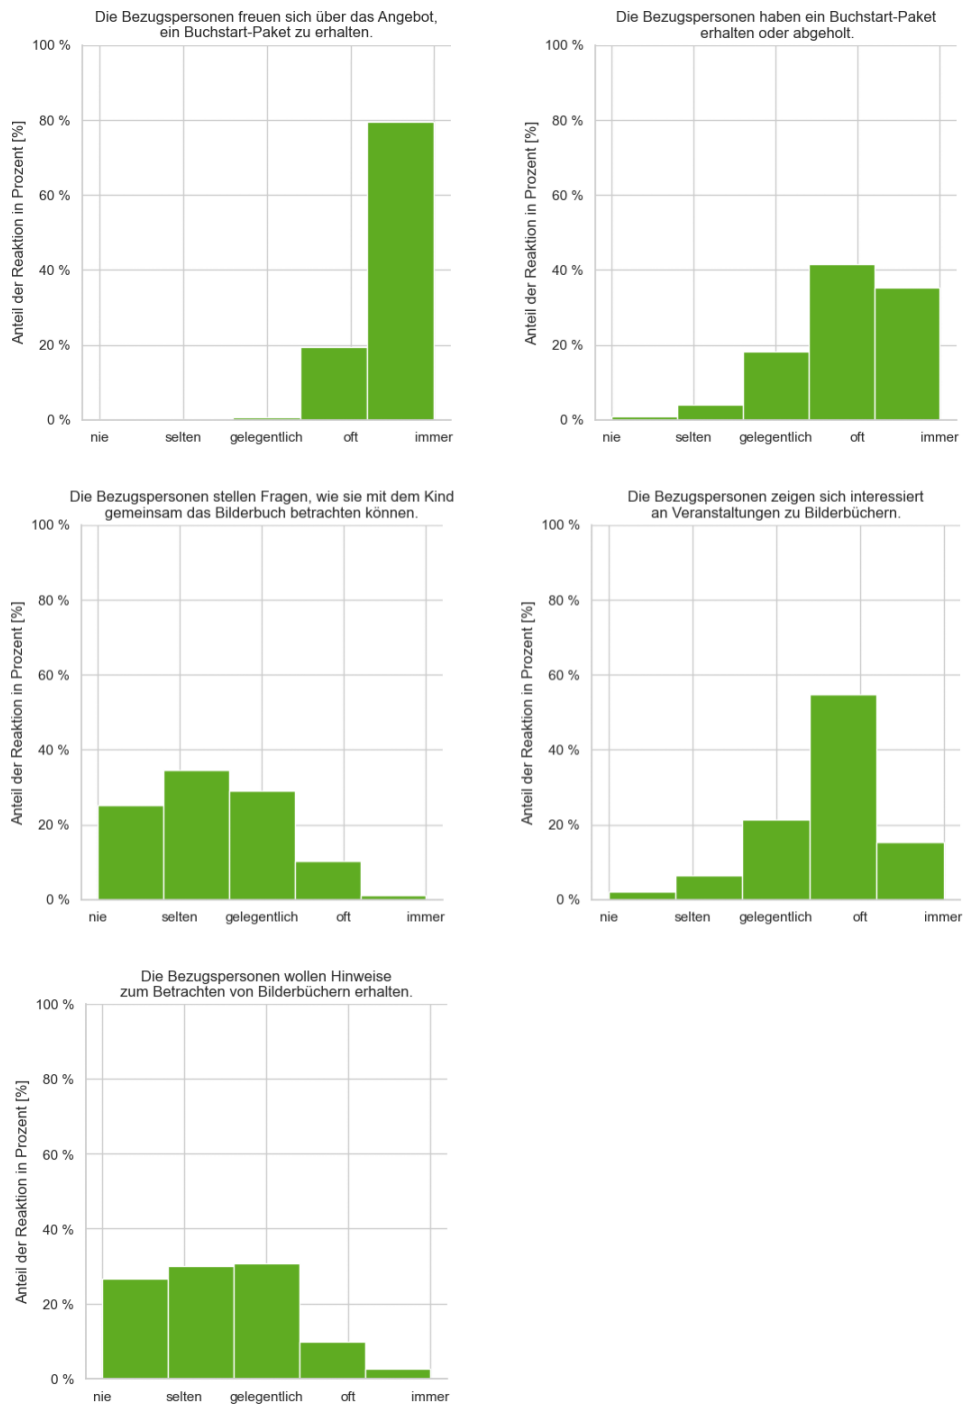 Die Bezugspersonen freuen sich über das Angebot,
ein Buchstart-Paket zu erhalten.
100 %
80 %
60 %
40 %
20 %
0 %
Anteil der Reaktion in Prozent [%]
nie selten gelegentlich oft immer
Die Bezugspersonen haben ein Buchstart-Paket
erhalten oder abgeholt.
100 %
80 %
60 %
40 %
20 %
0 %
Anteil der Reaktion in Prozent [%]
nie selten gelegentlich oft immer
Die Bezugspersonen stellen Fragen, wie sie mit dem Kind
gemeinsam das Bilderbuch betrachten können.
100 %
80 %
60 %
40 %
20 %
0 %
Anteil der Reaktion in Prozent [%]
nie selten gelegentlich oft immer
Die Bezugspersonen zeigen sich interessiert
an Veranstaltungen zu Bilderbüchern.
100 %
80 %
60 %
40 %
20 %
0 %
Anteil der Reaktion in Prozent [%]
nie selten gelegentlich oft immer
Die Bezugspersonen wollen Hinweise
zum Betrachten von Bilderbüchern erhalten.
100 %
80 %
60 %
40 %
20 %
0 %
Anteil der Reaktion in Prozent [%]
nie selten gelegentlich oft immer